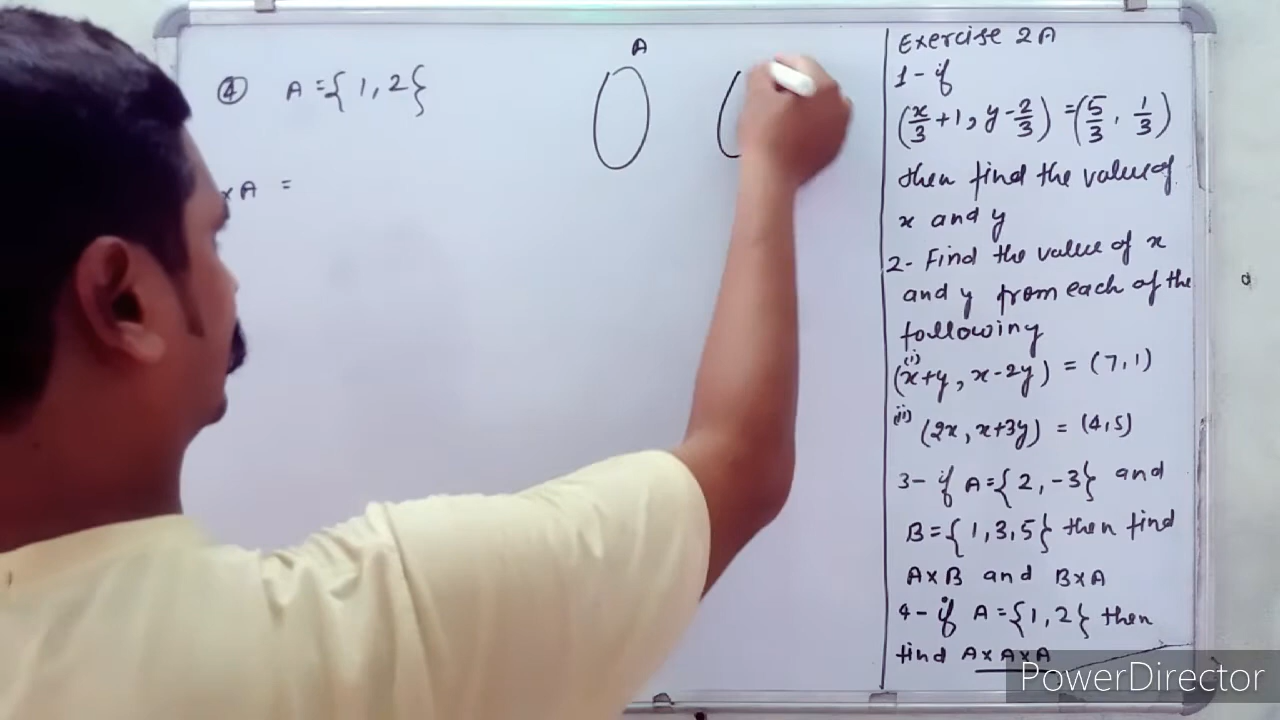 ④ A = { 1, 2 }
A
× A =
Exercise 2A
1- if
(x/3 + 1, y - 2/3) = (5/3, 1/3)
then find the value of
x and y
2- Find the value of x
and y from each of the
following
(i) (x+y, x-2y) = (7, 1)
(ii) (2x, x+3y) = (4, 5)
3- if A = { 2, -3 } and
B = { 1, 3, 5 } then find
A×B and B×A
4- if A = { 1, 2 } then
find A×A×A
PowerDirector